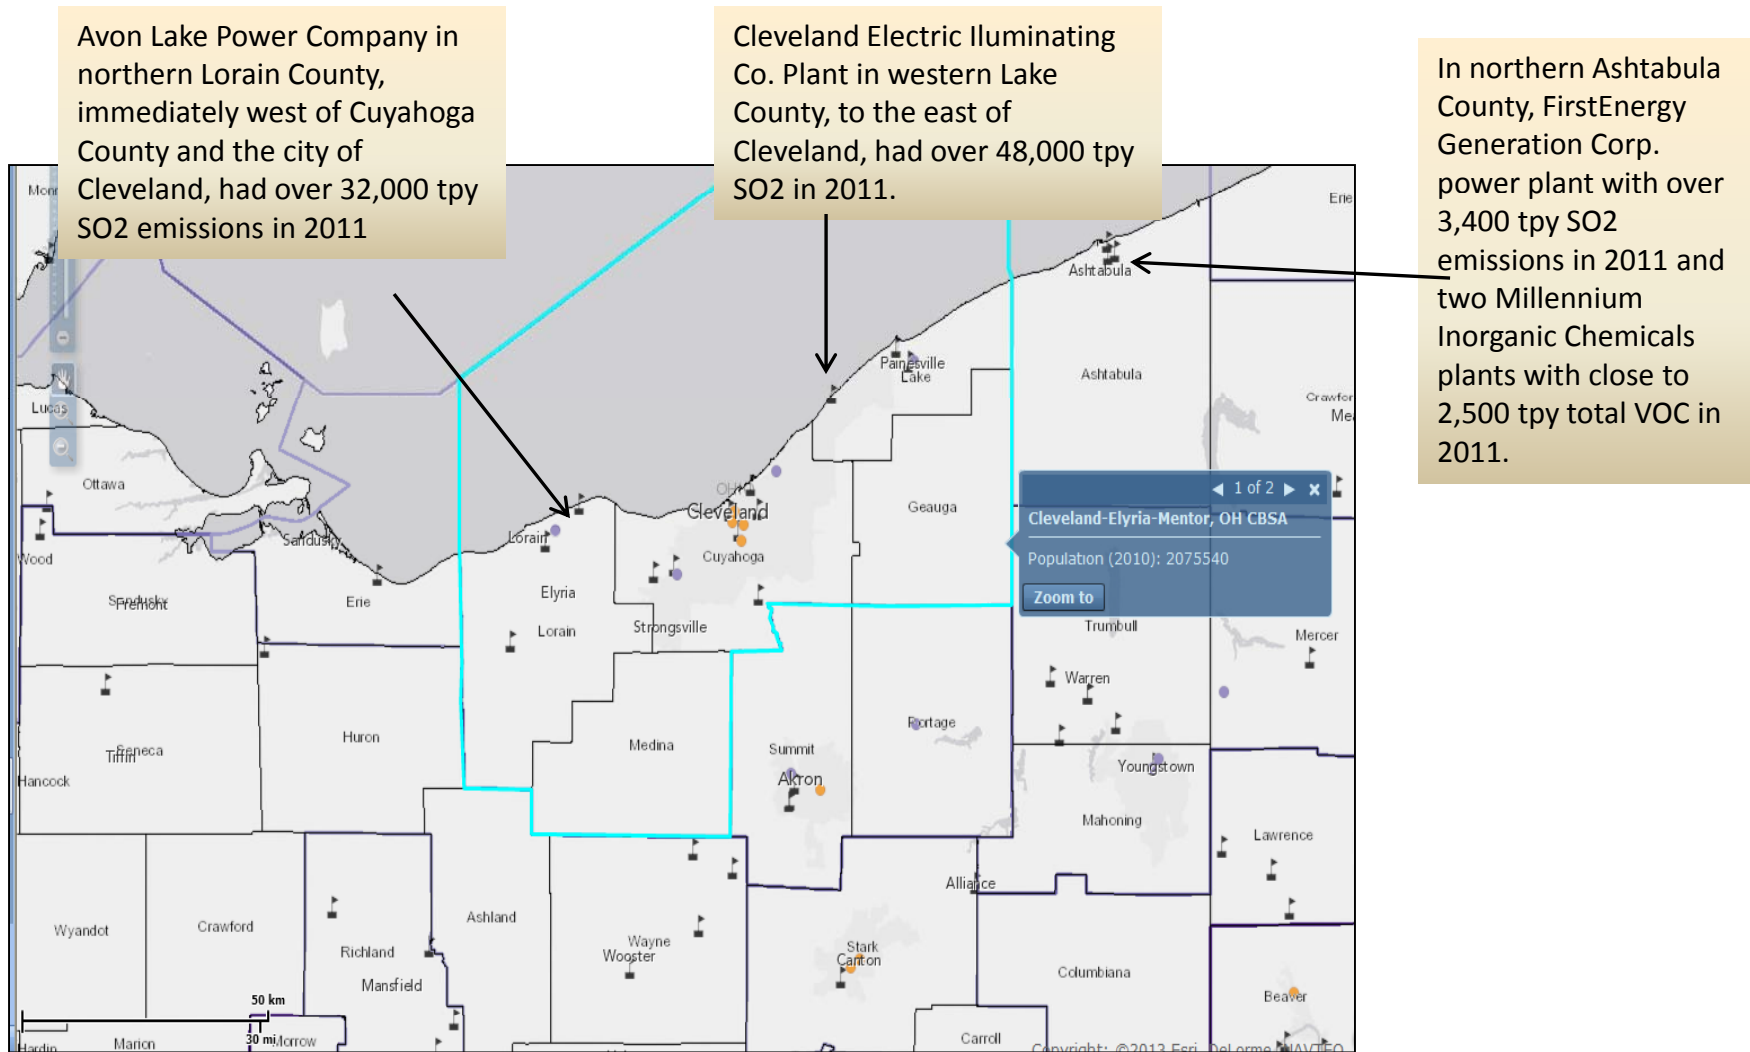 Avon Lake Power Company in
northern Lorain County,
immediately west of Cuyahoga
County and the city of
Cleveland, had over 32,000 tpy
SO2 emissions in 2011
Cleveland Electric Iluminating
Co. Plant in western Lake
County, to the east of
Cleveland, had over 48,000 tpy
SO2 in 2011.
In northern Ashtabula
County, FirstEnergy
Generation Corp.
power plant with over
3,400 tpy SO2
emissions in 2011 and
two Millennium
Inorganic Chemicals
plants with close to
2,500 tpy total VOC in
2011.
Erie
Ashtabula
Painesville
Lake
Ashtabula
Lucas
Ottawa
Geauga
1 of 2
Cleveland-Elyria-Mentor, OH CBSA
Population (2010): 2075540
Zoom to
OHIO
Cleveland
Cuyahoga
Lorain
Sandusky
Wood
Sandusky
Fremont
Erie
Elyria
Lorain
Strongsville
Trumbull
Mercer
Warren
Portage
Huron
Medina
Summit
Akron
Seneca
Tiffin
Hancock
Youngstown
Mahoning
Lawrence
Alliance
Wyandot
Crawford
Ashland
Richland
Mansfield
Wayne
Wooster
Stark
Canton
Columbiana
Beaver
50 km
30 mi
Hardin
Marion
Morrow
Carroll
Copyright: ©2013 Esri, DeLorme, NAVTEQ